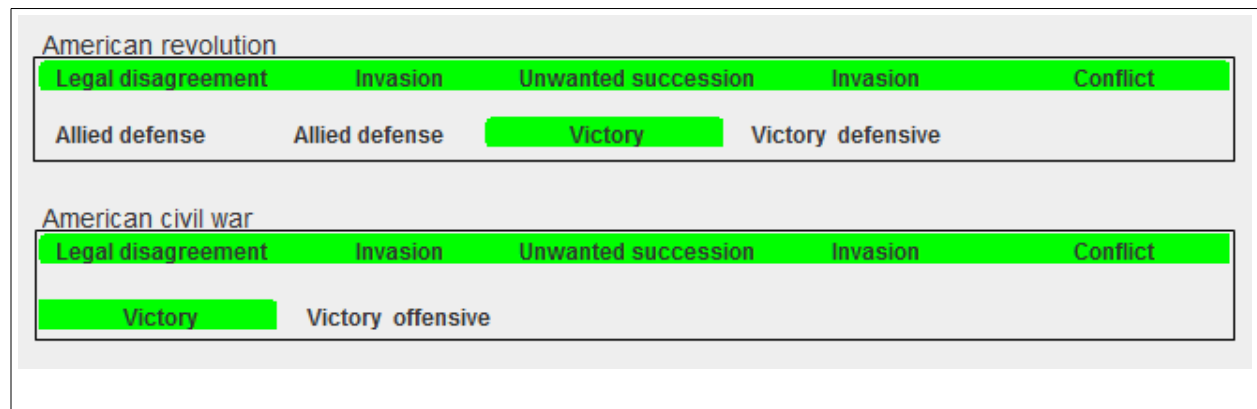 American revolution
Legal disagreement Invasion Unwanted succession Invasion Conflict
Allied defense Allied defense Victory Victory defensive
American civil war
Legal disagreement Invasion Unwanted succession Invasion Conflict
Victory Victory offensive